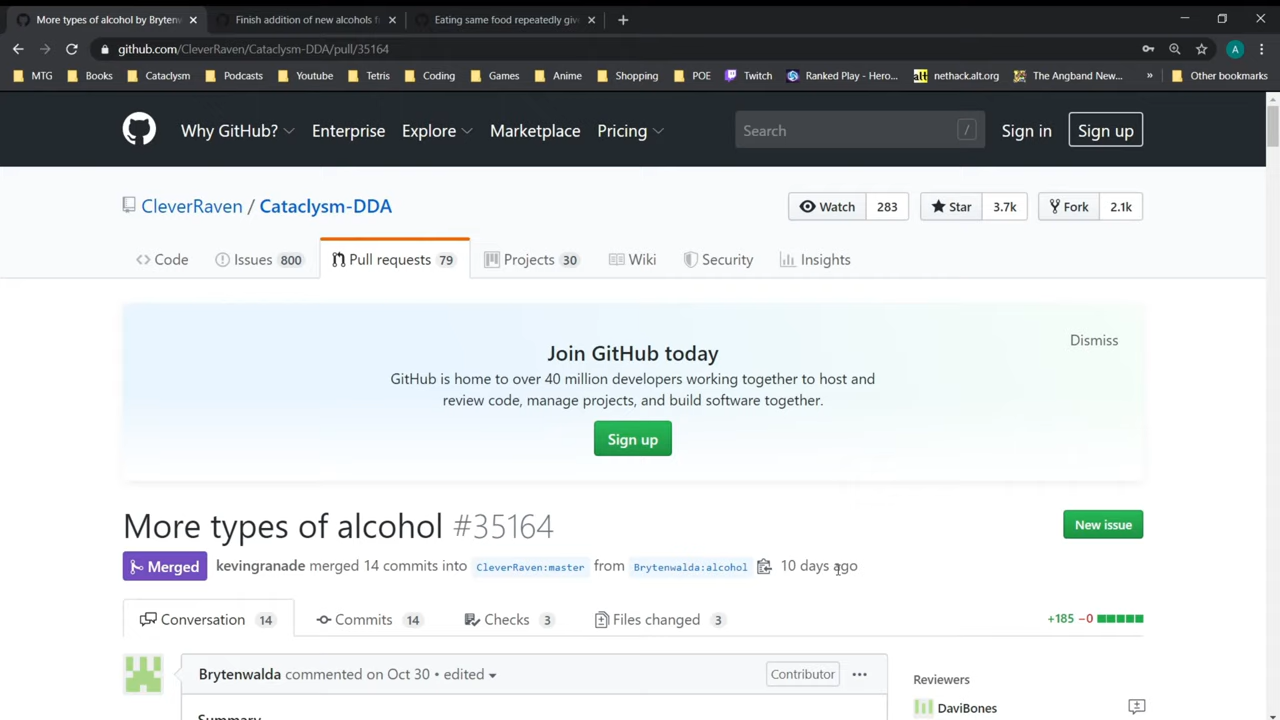 More types of alcohol by Brytenw
Finish addition of new alcohols f
Eating same food repeatedly give
github.com/CleverRaven/Cataclysm-DDA/pull/35164
A
MTG Books Cataclysm Podcasts Youtube Tetris Coding Games Anime Shopping POE Twitch Ranked Play - Hero... alt nethack.alt.org The Angband New... » Other bookmarks
Why GitHub? Enterprise Explore Marketplace Pricing Search / Sign in Sign up
CleverRaven / Cataclysm-DDA
Watch 283 Star 3.7k Fork 2.1k
Code Issues 800 Pull requests 79 Projects 30 Wiki Security Insights
Join GitHub today
Dismiss
GitHub is home to over 40 million developers working together to host and
review code, manage projects, and build software together.
Sign up
More types of alcohol #35164
New issue
Merged kevingranade merged 14 commits into CleverRaven:master from Brytenwalda:alcohol 10 days ago
Conversation 14 Commits 14 Checks 3 Files changed 3 +185 −0
Brytenwalda commented on Oct 30 • edited Contributor ...
Reviewers
DaviBones
Summary